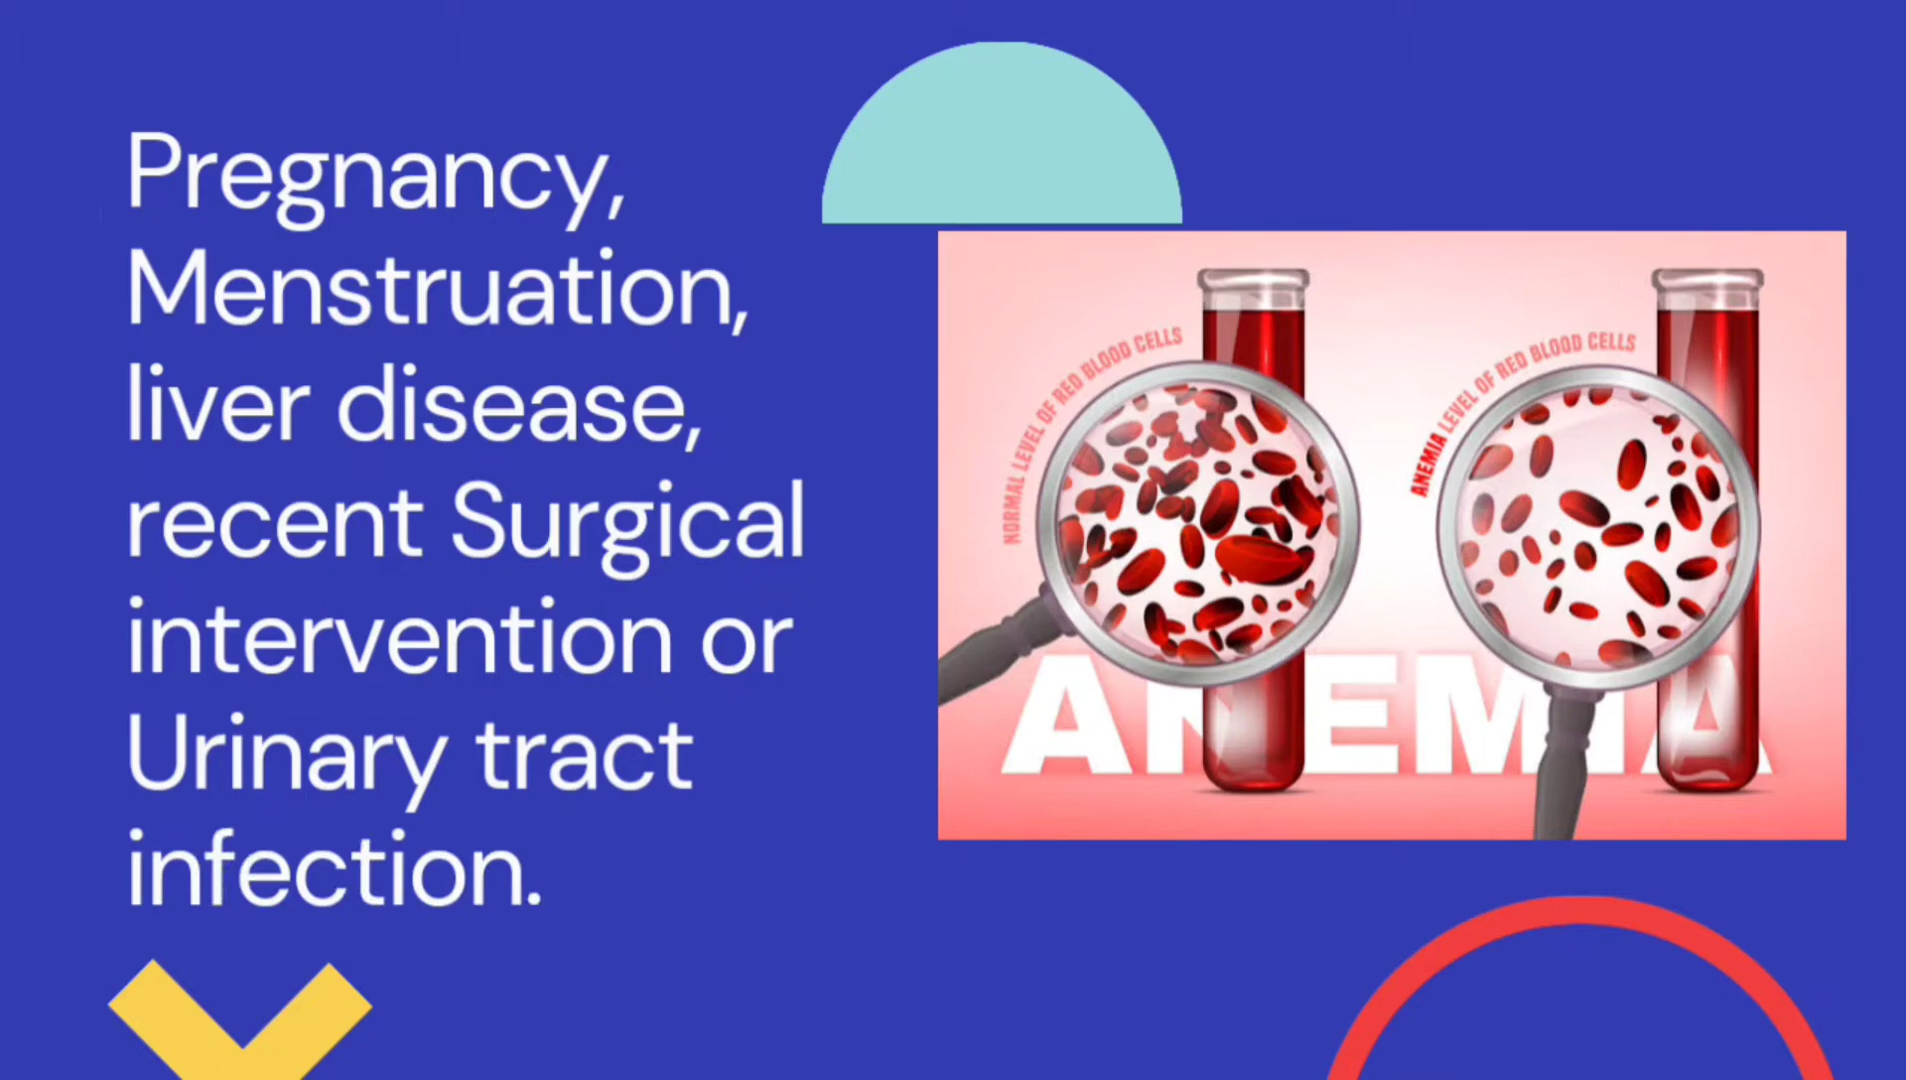 Pregnancy,
Menstruation,
liver disease,
recent Surgical
intervention or
Urinary tract
infection.
NORMAL LEVEL OF RED BLOOD CELLS
ANEMIA LEVEL OF RED BLOOD CELLS
ANEMIA